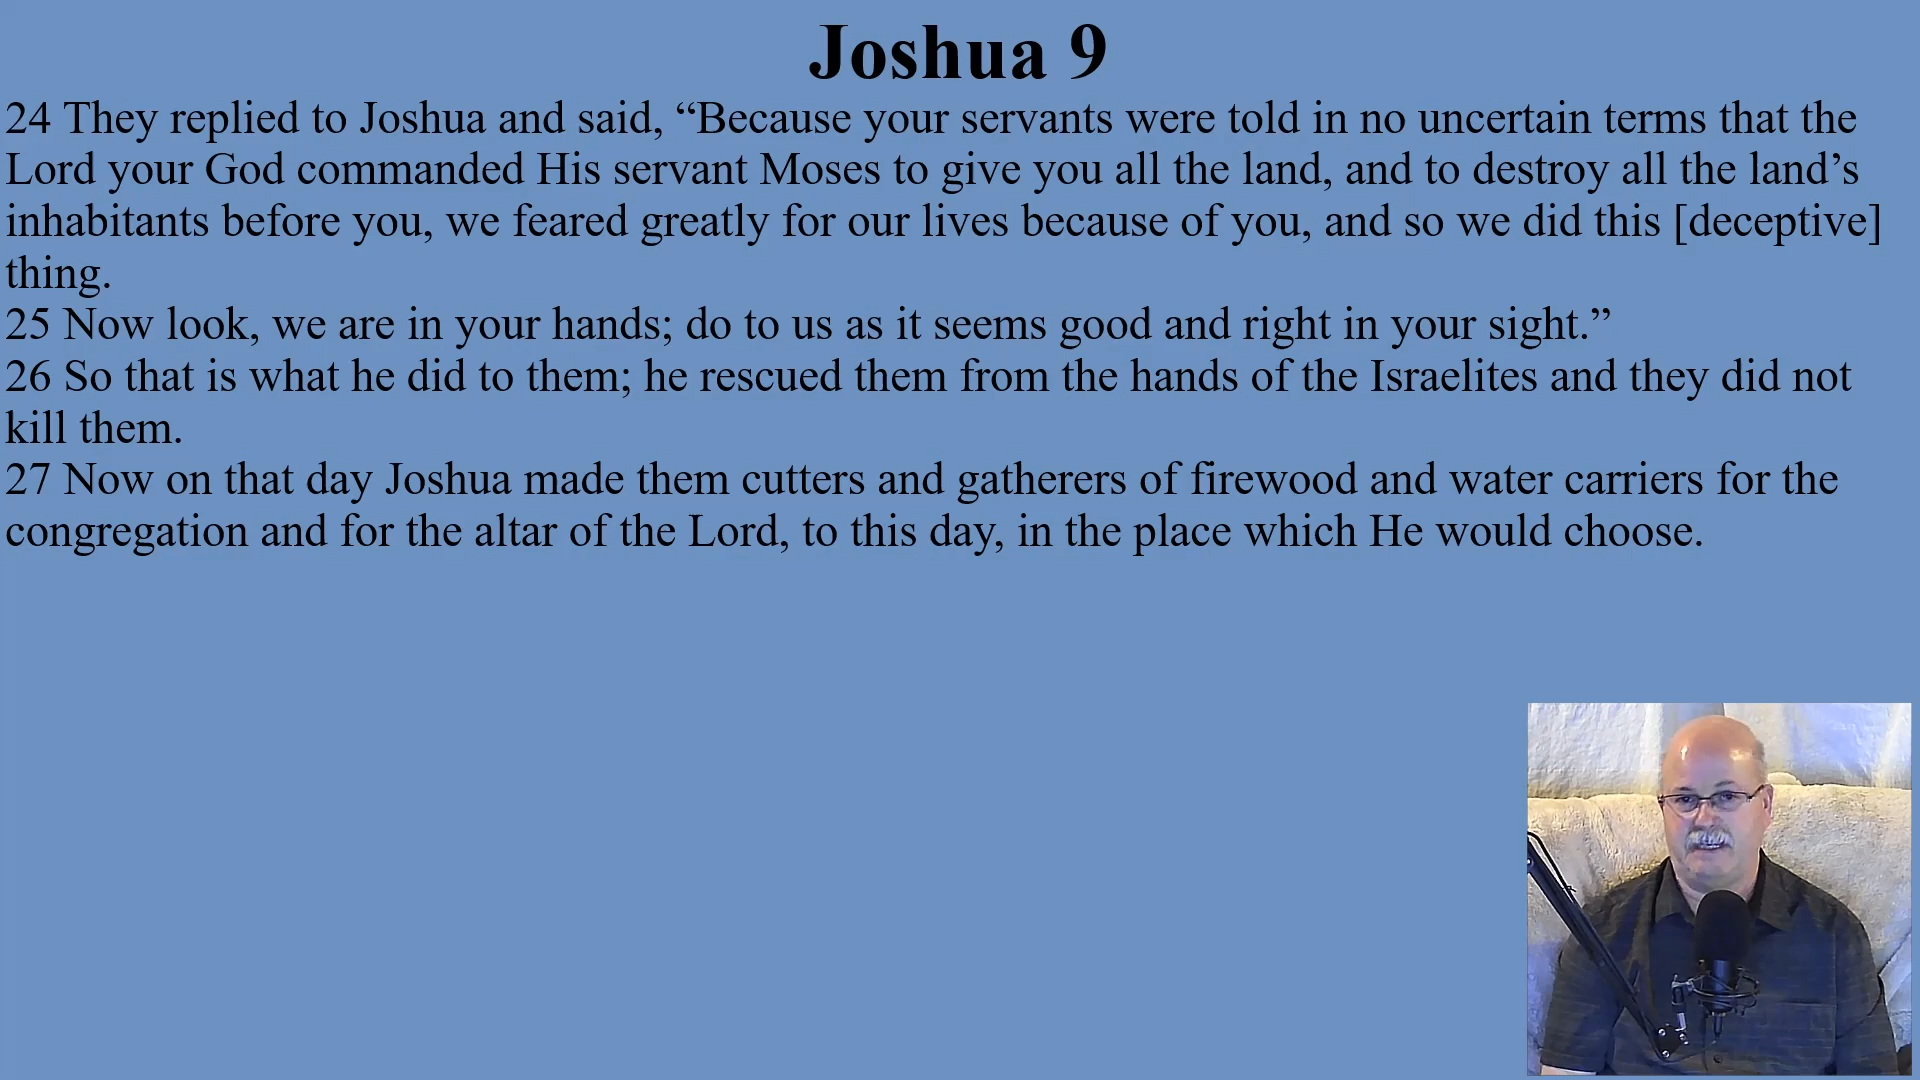 Joshua 9
24 They replied to Joshua and said, “Because your servants were told in no uncertain terms that the
Lord your God commanded His servant Moses to give you all the land, and to destroy all the land’s
inhabitants before you, we feared greatly for our lives because of you, and so we did this [deceptive]
thing.
25 Now look, we are in your hands; do to us as it seems good and right in your sight.”
26 So that is what he did to them; he rescued them from the hands of the Israelites and they did not
kill them.
27 Now on that day Joshua made them cutters and gatherers of firewood and water carriers for the
congregation and for the altar of the Lord, to this day, in the place which He would choose.